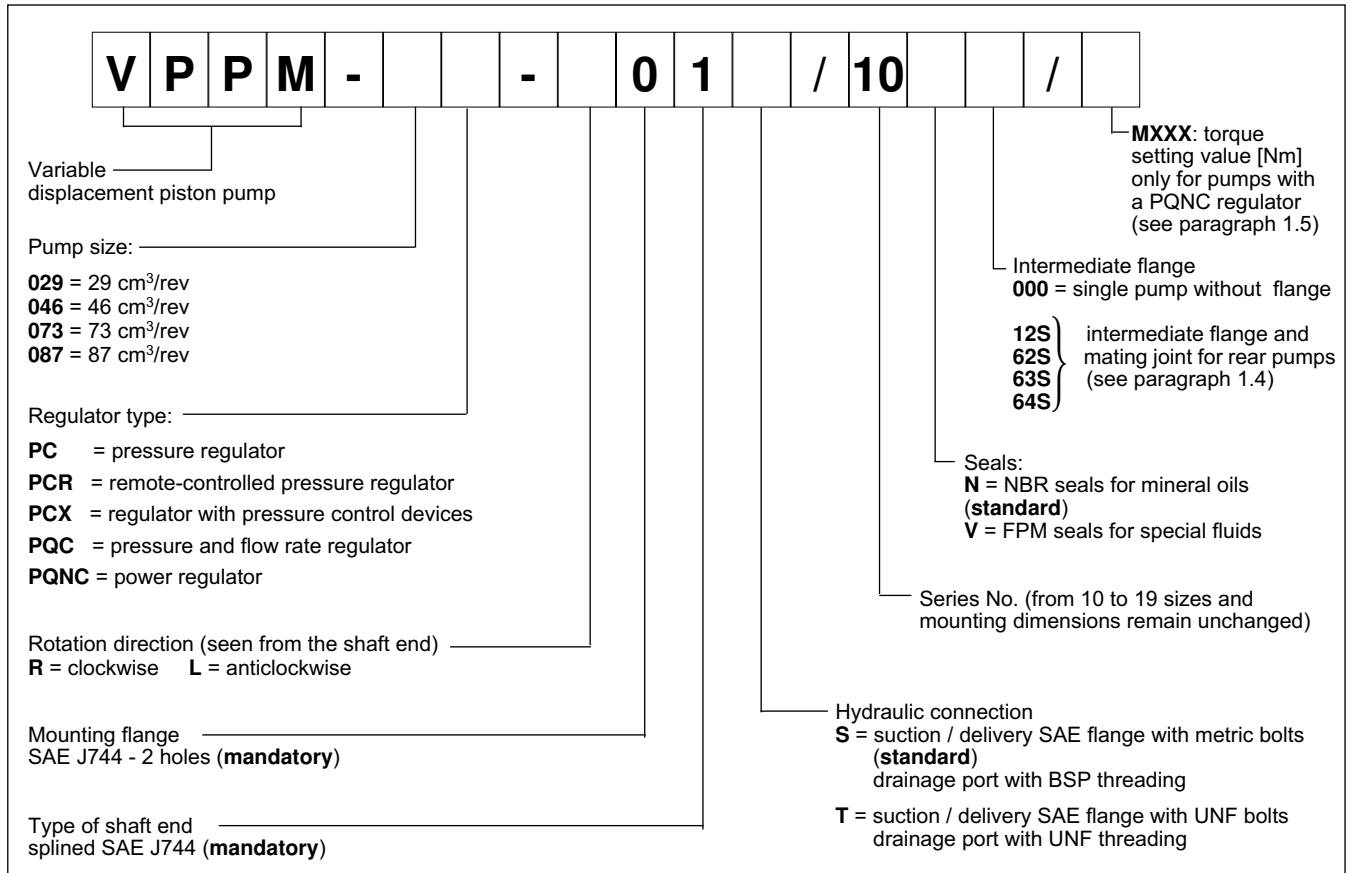 V P P M - - 0 1 / 10 /
Variable
displacement piston pump
Pump size:
029 = 29 cm³/rev
046 = 46 cm³/rev
073 = 73 cm³/rev
087 = 87 cm³/rev
Regulator type:
PC = pressure regulator
PCR = remote-controlled pressure regulator
PCX = regulator with pressure control devices
PQC = pressure and flow rate regulator
PQNC = power regulator
Rotation direction (seen from the shaft end)
R = clockwise L = anticlockwise
Mounting flange
SAE J744 - 2 holes (mandatory)
Type of shaft end
splined SAE J744 (mandatory)
MXXX: torque
setting value [Nm]
only for pumps with
a PQNC regulator
(see paragraph 1.5)
Intermediate flange
000 = single pump without flange
12S
62S
63S
64S
intermediate flange and
mating joint for rear pumps
(see paragraph 1.4)
Seals:
N = NBR seals for mineral oils
(standard)
V = FPM seals for special fluids
Series No. (from 10 to 19 sizes and
mounting dimensions remain unchanged)
Hydraulic connection
S = suction / delivery SAE flange with metric bolts
(standard)
drainage port with BSP threading
T = suction / delivery SAE flange with UNF bolts
drainage port with UNF threading